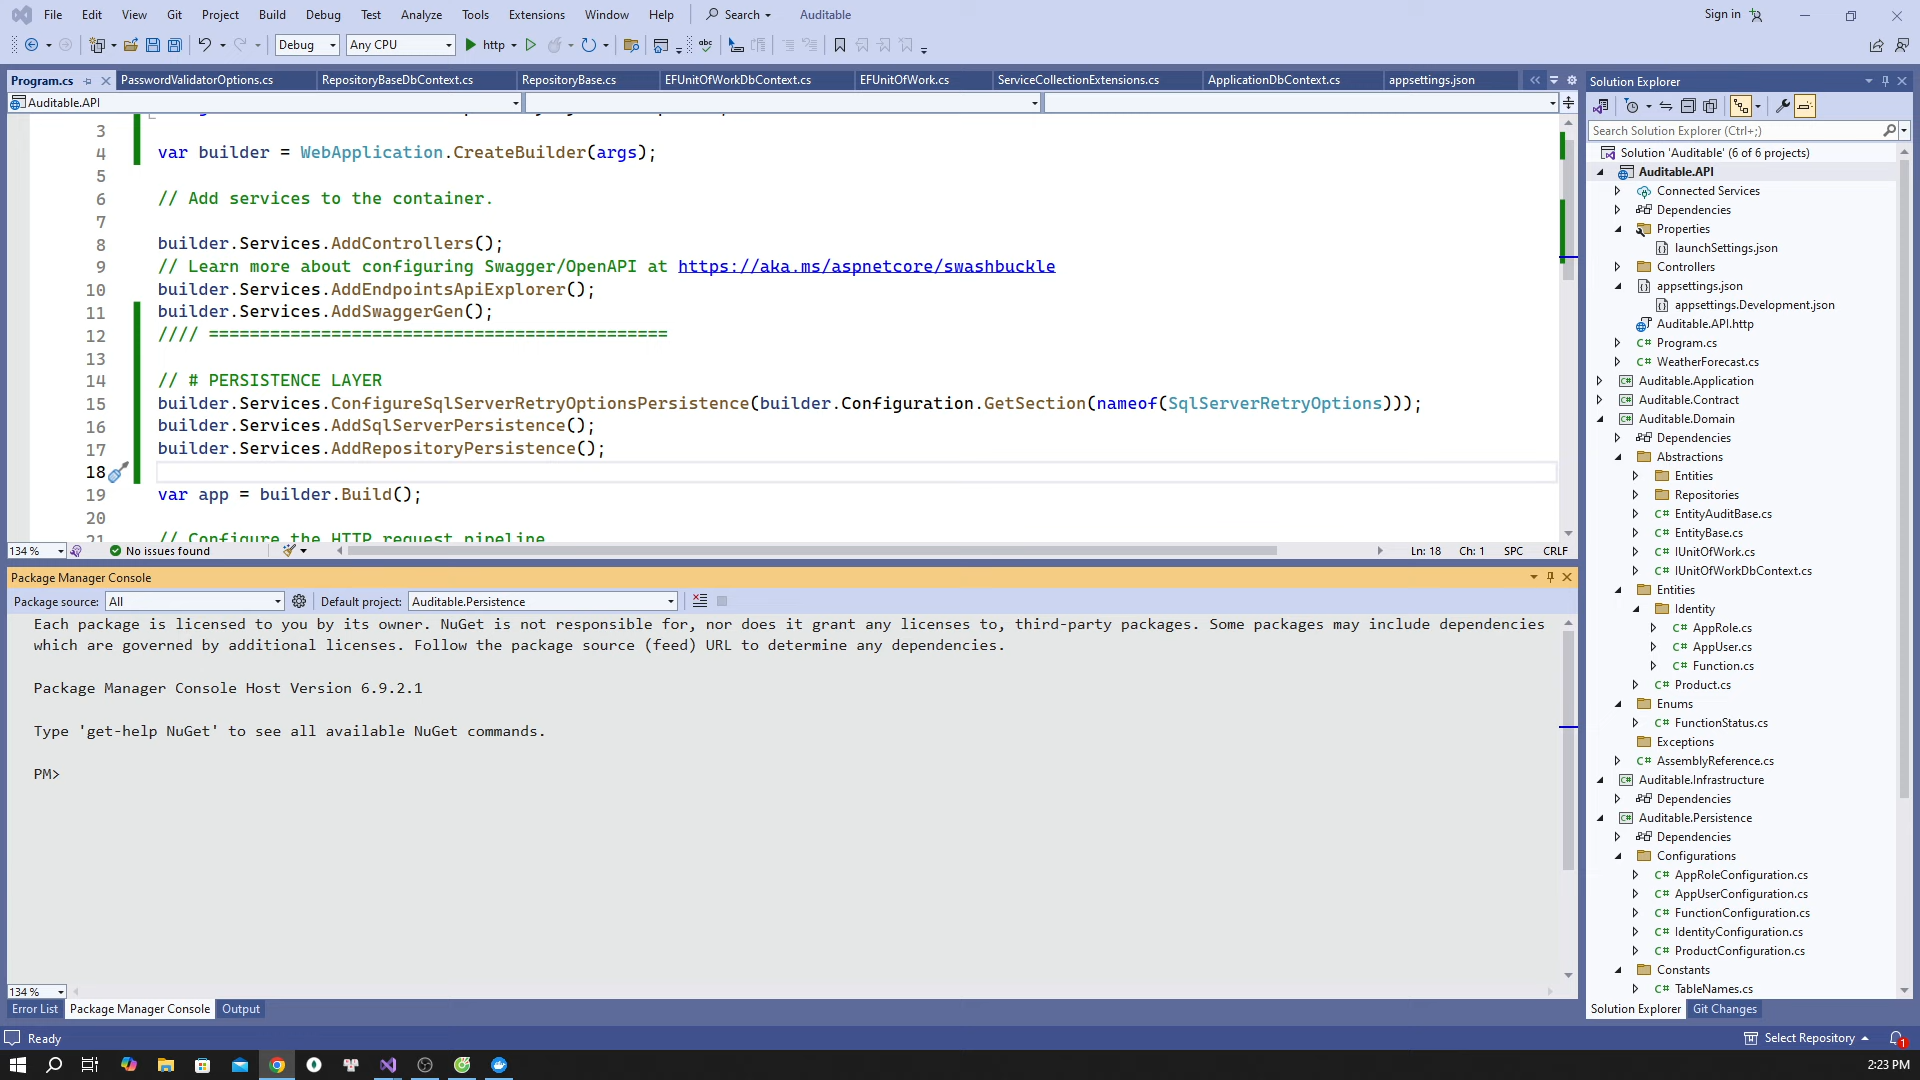 File Edit View Git Project Build Debug Test Analyze Tools Extensions Window Help Search Auditable Sign in
Debug Any CPU http
Program.cs PasswordValidatorOptions.cs RepositoryBaseDbContext.cs RepositoryBase.cs EFUnitOfWorkDbContext.cs EFUnitOfWork.cs ServiceCollectionExtensions.cs ApplicationDbContext.cs appsettings.json
Auditable.API
3
4 var builder = WebApplication.CreateBuilder(args);
5
6 // Add services to the container.
7
8 builder.Services.AddControllers();
9 // Learn more about configuring Swagger/OpenAPI at https://aka.ms/aspnetcore/swashbuckle
10 builder.Services.AddEndpointsApiExplorer();
11 builder.Services.AddSwaggerGen();
12 //// =============================================
13
14 // # PERSISTENCE LAYER
15 builder.Services.ConfigureSqlServerRetryOptionsPersistence(builder.Configuration.GetSection(nameof(SqlServerRetryOptions)));
16 builder.Services.AddSqlServerPersistence();
17 builder.Services.AddRepositoryPersistence();
18
19 var app = builder.Build();
20
21 // Configure the HTTP request pipeline
134 % No issues found Ln: 18 Ch: 1 SPC CRLF
Package Manager Console
Package source: All Default project: Auditable.Persistence
Each package is licensed to you by its owner. NuGet is not responsible for, nor does it grant any licenses to, third-party packages. Some packages may include dependencies
which are governed by additional licenses. Follow the package source (feed) URL to determine any dependencies.
Package Manager Console Host Version 6.9.2.1
Type 'get-help NuGet' to see all available NuGet commands.
PM>
134 %
Error List Package Manager Console Output
Solution Explorer
Search Solution Explorer (Ctrl+;)
Solution 'Auditable' (6 of 6 projects)
Auditable.API
Connected Services
Dependencies
Properties
launchSettings.json
Controllers
appsettings.json
appsettings.Development.json
Auditable.API.http
C# Program.cs
C# WeatherForecast.cs
C# Auditable.Application
C# Auditable.Contract
C# Auditable.Domain
Dependencies
Abstractions
Entities
Repositories
C# EntityAuditBase.cs
C# EntityBase.cs
C# IUnitOfWork.cs
C# IUnitOfWorkDbContext.cs
Entities
Identity
C# AppRole.cs
C# AppUser.cs
C# Function.cs
C# Product.cs
Enums
C# FunctionStatus.cs
Exceptions
C# AssemblyReference.cs
C# Auditable.Infrastructure
Dependencies
C# Auditable.Persistence
Dependencies
Configurations
C# AppRoleConfiguration.cs
C# AppUserConfiguration.cs
C# FunctionConfiguration.cs
C# IdentityConfiguration.cs
C# ProductConfiguration.cs
Constants
C# TableNames.cs
Solution Explorer Git Changes
Ready Select Repository 1
2:23 PM